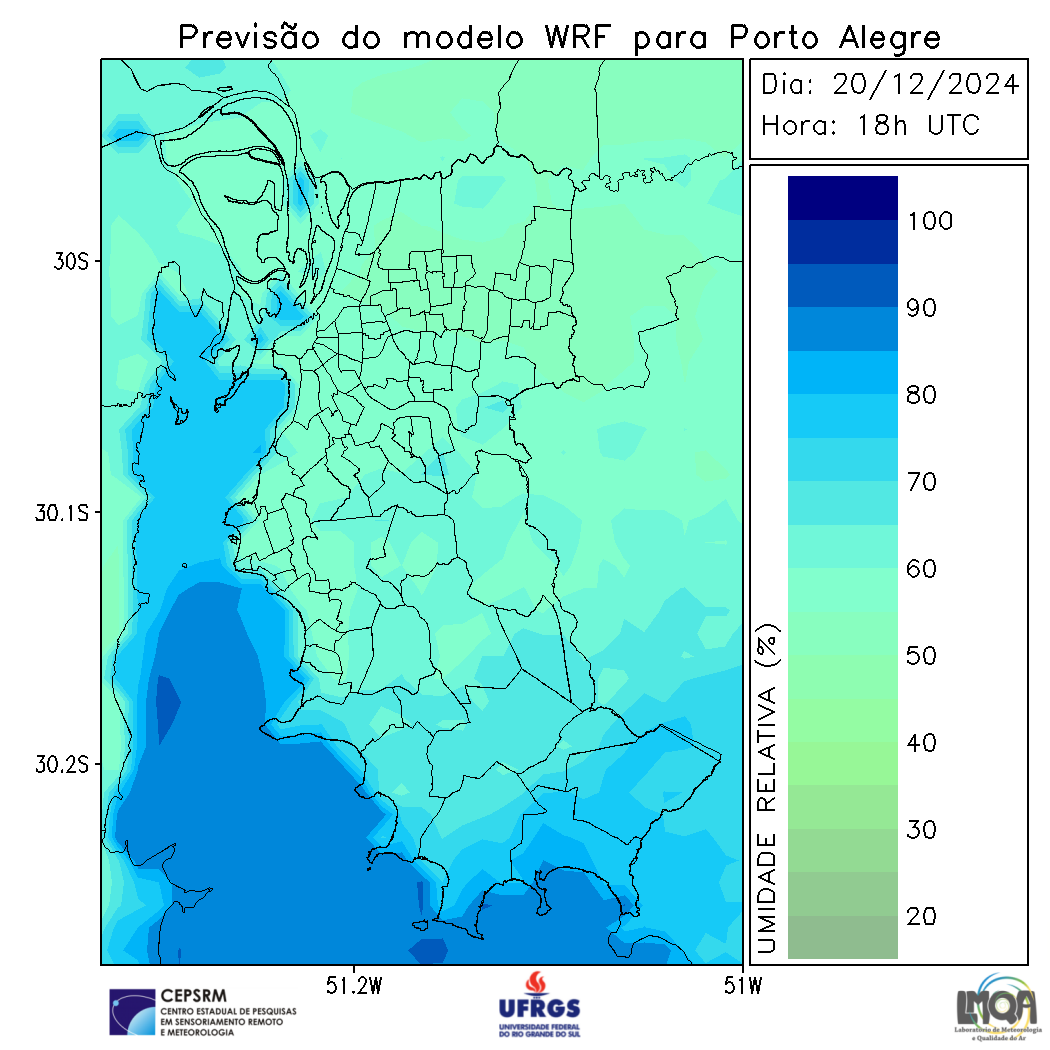 Previsão do modelo WRF para Porto Alegre
Dia: 20/12/2024
Hora: 18h UTC
30S
30.1S
30.2S
51.2W
51W
UMIDADE RELATIVA (%)
100
90
80
70
60
50
40
30
20
CEPSRM
CENTRO ESTADUAL DE PESQUISAS
EM SENSORIAMENTO REMOTO
E METEOROLOGIA
UFRGS
UNIVERSIDADE FEDERAL
DO RIO GRANDE DO SUL
LMQA
Laboratório de Meteorologia
e Qualidade do Ar